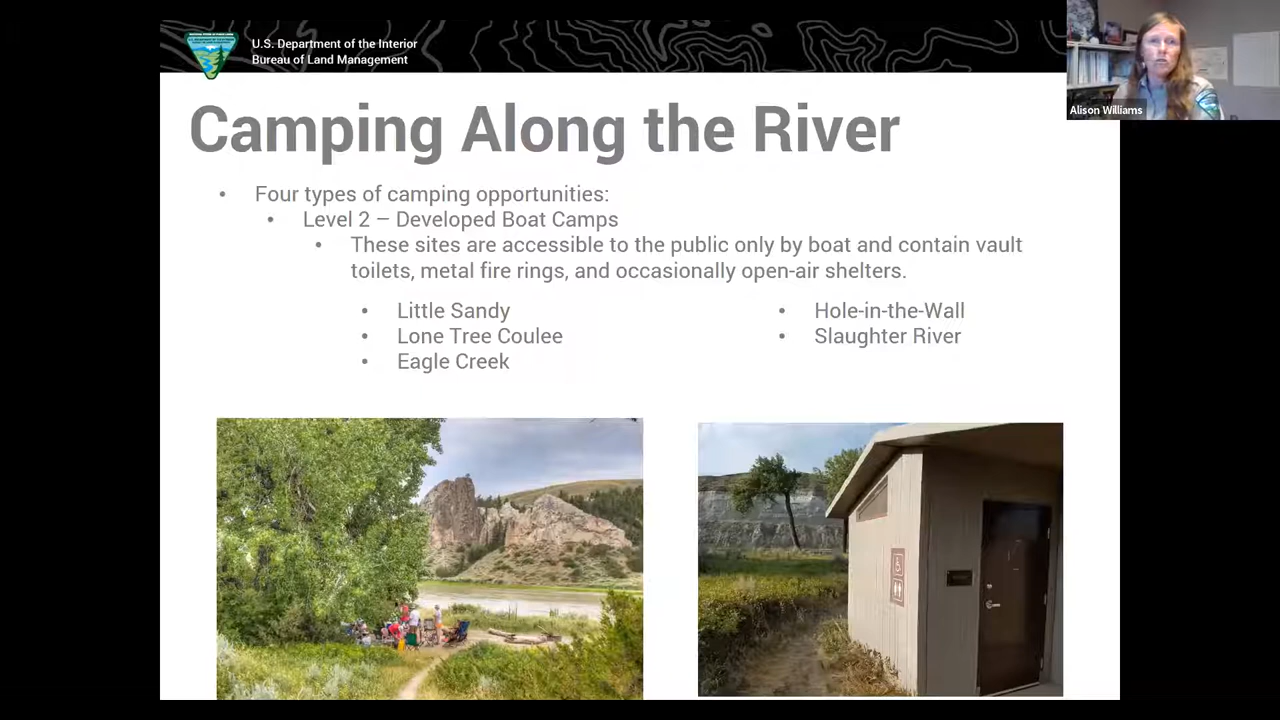 U.S. Department of the Interior
Bureau of Land Management
Alison Williams
Camping Along the River
• Four types of camping opportunities:
• Level 2 – Developed Boat Camps
• These sites are accessible to the public only by boat and contain vault
toilets, metal fire rings, and occasionally open-air shelters.
• Little Sandy
• Lone Tree Coulee
• Eagle Creek
• Hole-in-the-Wall
• Slaughter River